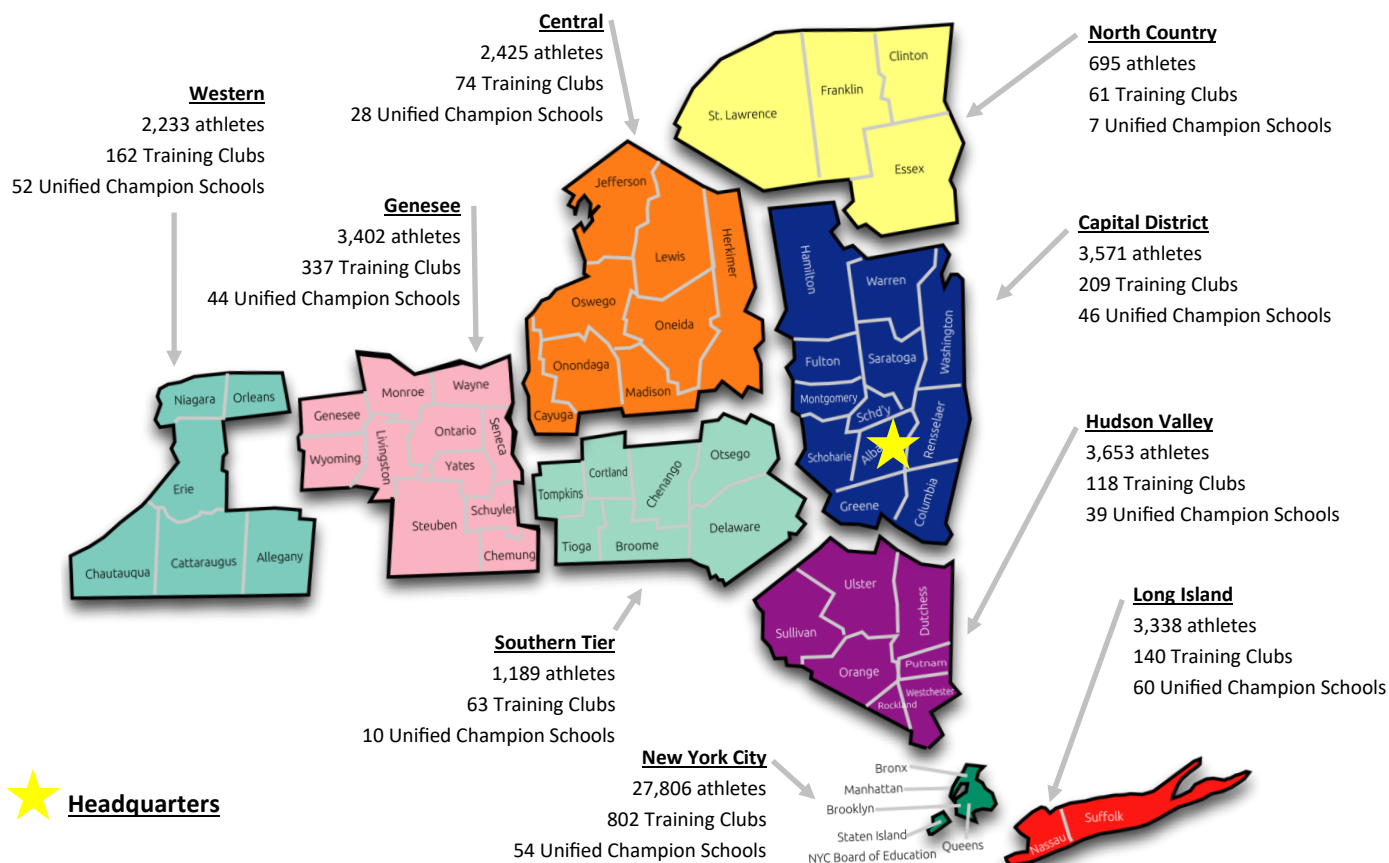 Central
2,425 athletes
74 Training Clubs
28 Unified Champion Schools
North Country
695 athletes
61 Training Clubs
7 Unified Champion Schools
Western
2,233 athletes
162 Training Clubs
52 Unified Champion Schools
Genesee
3,402 athletes
337 Training Clubs
44 Unified Champion Schools
Capital District
3,571 athletes
209 Training Clubs
46 Unified Champion Schools
Hudson Valley
3,653 athletes
118 Training Clubs
39 Unified Champion Schools
Long Island
3,338 athletes
140 Training Clubs
60 Unified Champion Schools
Southern Tier
1,189 athletes
63 Training Clubs
10 Unified Champion Schools
New York City
27,806 athletes
802 Training Clubs
54 Unified Champion Schools
Headquarters
Clinton
Franklin
St. Lawrence
Essex
Jefferson
Lewis
Herkimer
Oswego
Oneida
Onondaga
Madison
Cayuga
Hamilton
Warren
Washington
Fulton
Saratoga
Montgomery
Schd'y
Schoharie
Rensselaer
Greene
Columbia
Niagara
Orleans
Erie
Chautauqua
Cattaraugus
Allegany
Monroe
Wayne
Genesee
Livingston
Ontario
Seneca
Wyoming
Yates
Steuben
Schuyler
Chemung
Cortland
Chenango
Otsego
Tompkins
Tioga
Broome
Delaware
Ulster
Dutchess
Sullivan
Orange
Putnam
Westchester
Rockland
Bronx
Manhattan
Brooklyn
Staten Island
Queens
NYC Board of Education
Nassau
Suffolk